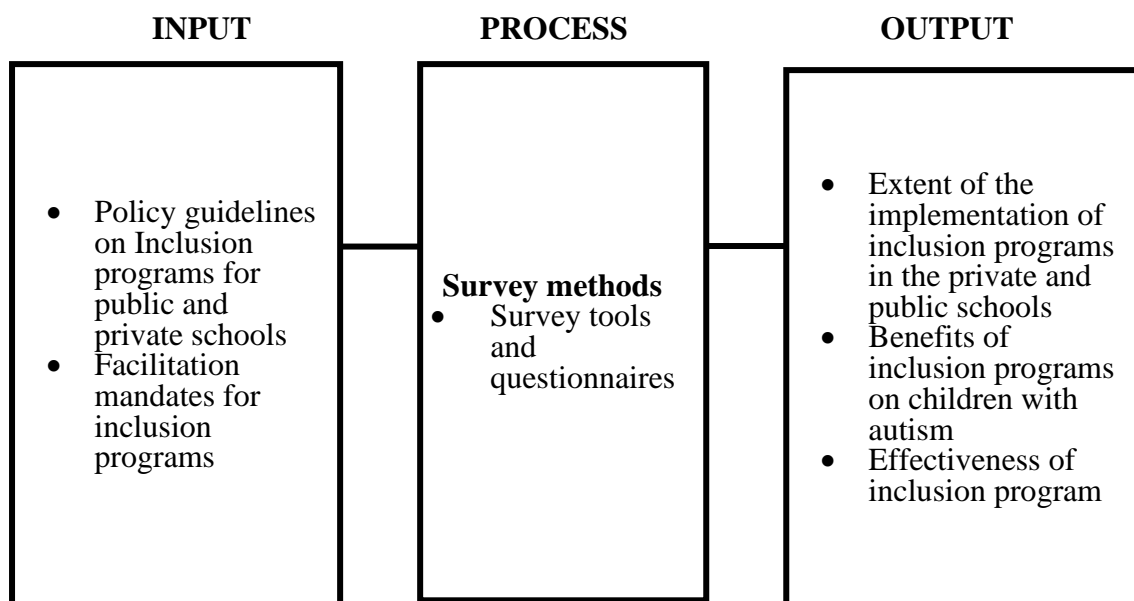 INPUT
PROCESS
OUTPUT
• Policy guidelines
on Inclusion
programs for
public and
private schools
• Facilitation
mandates for
inclusion
programs
Survey methods
• Survey tools
and
questionnaires
• Extent of the
implementation of
inclusion programs
in the private and
public schools
• Benefits of
inclusion programs
on children with
autism
• Effectiveness of
inclusion program